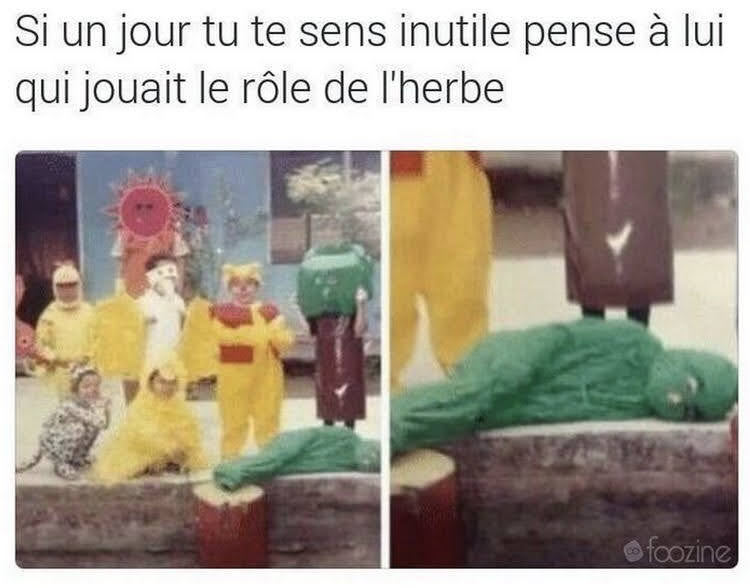 Si un jour tu te sens inutile pense à lui
qui jouait le rôle de l'herbe
foozine